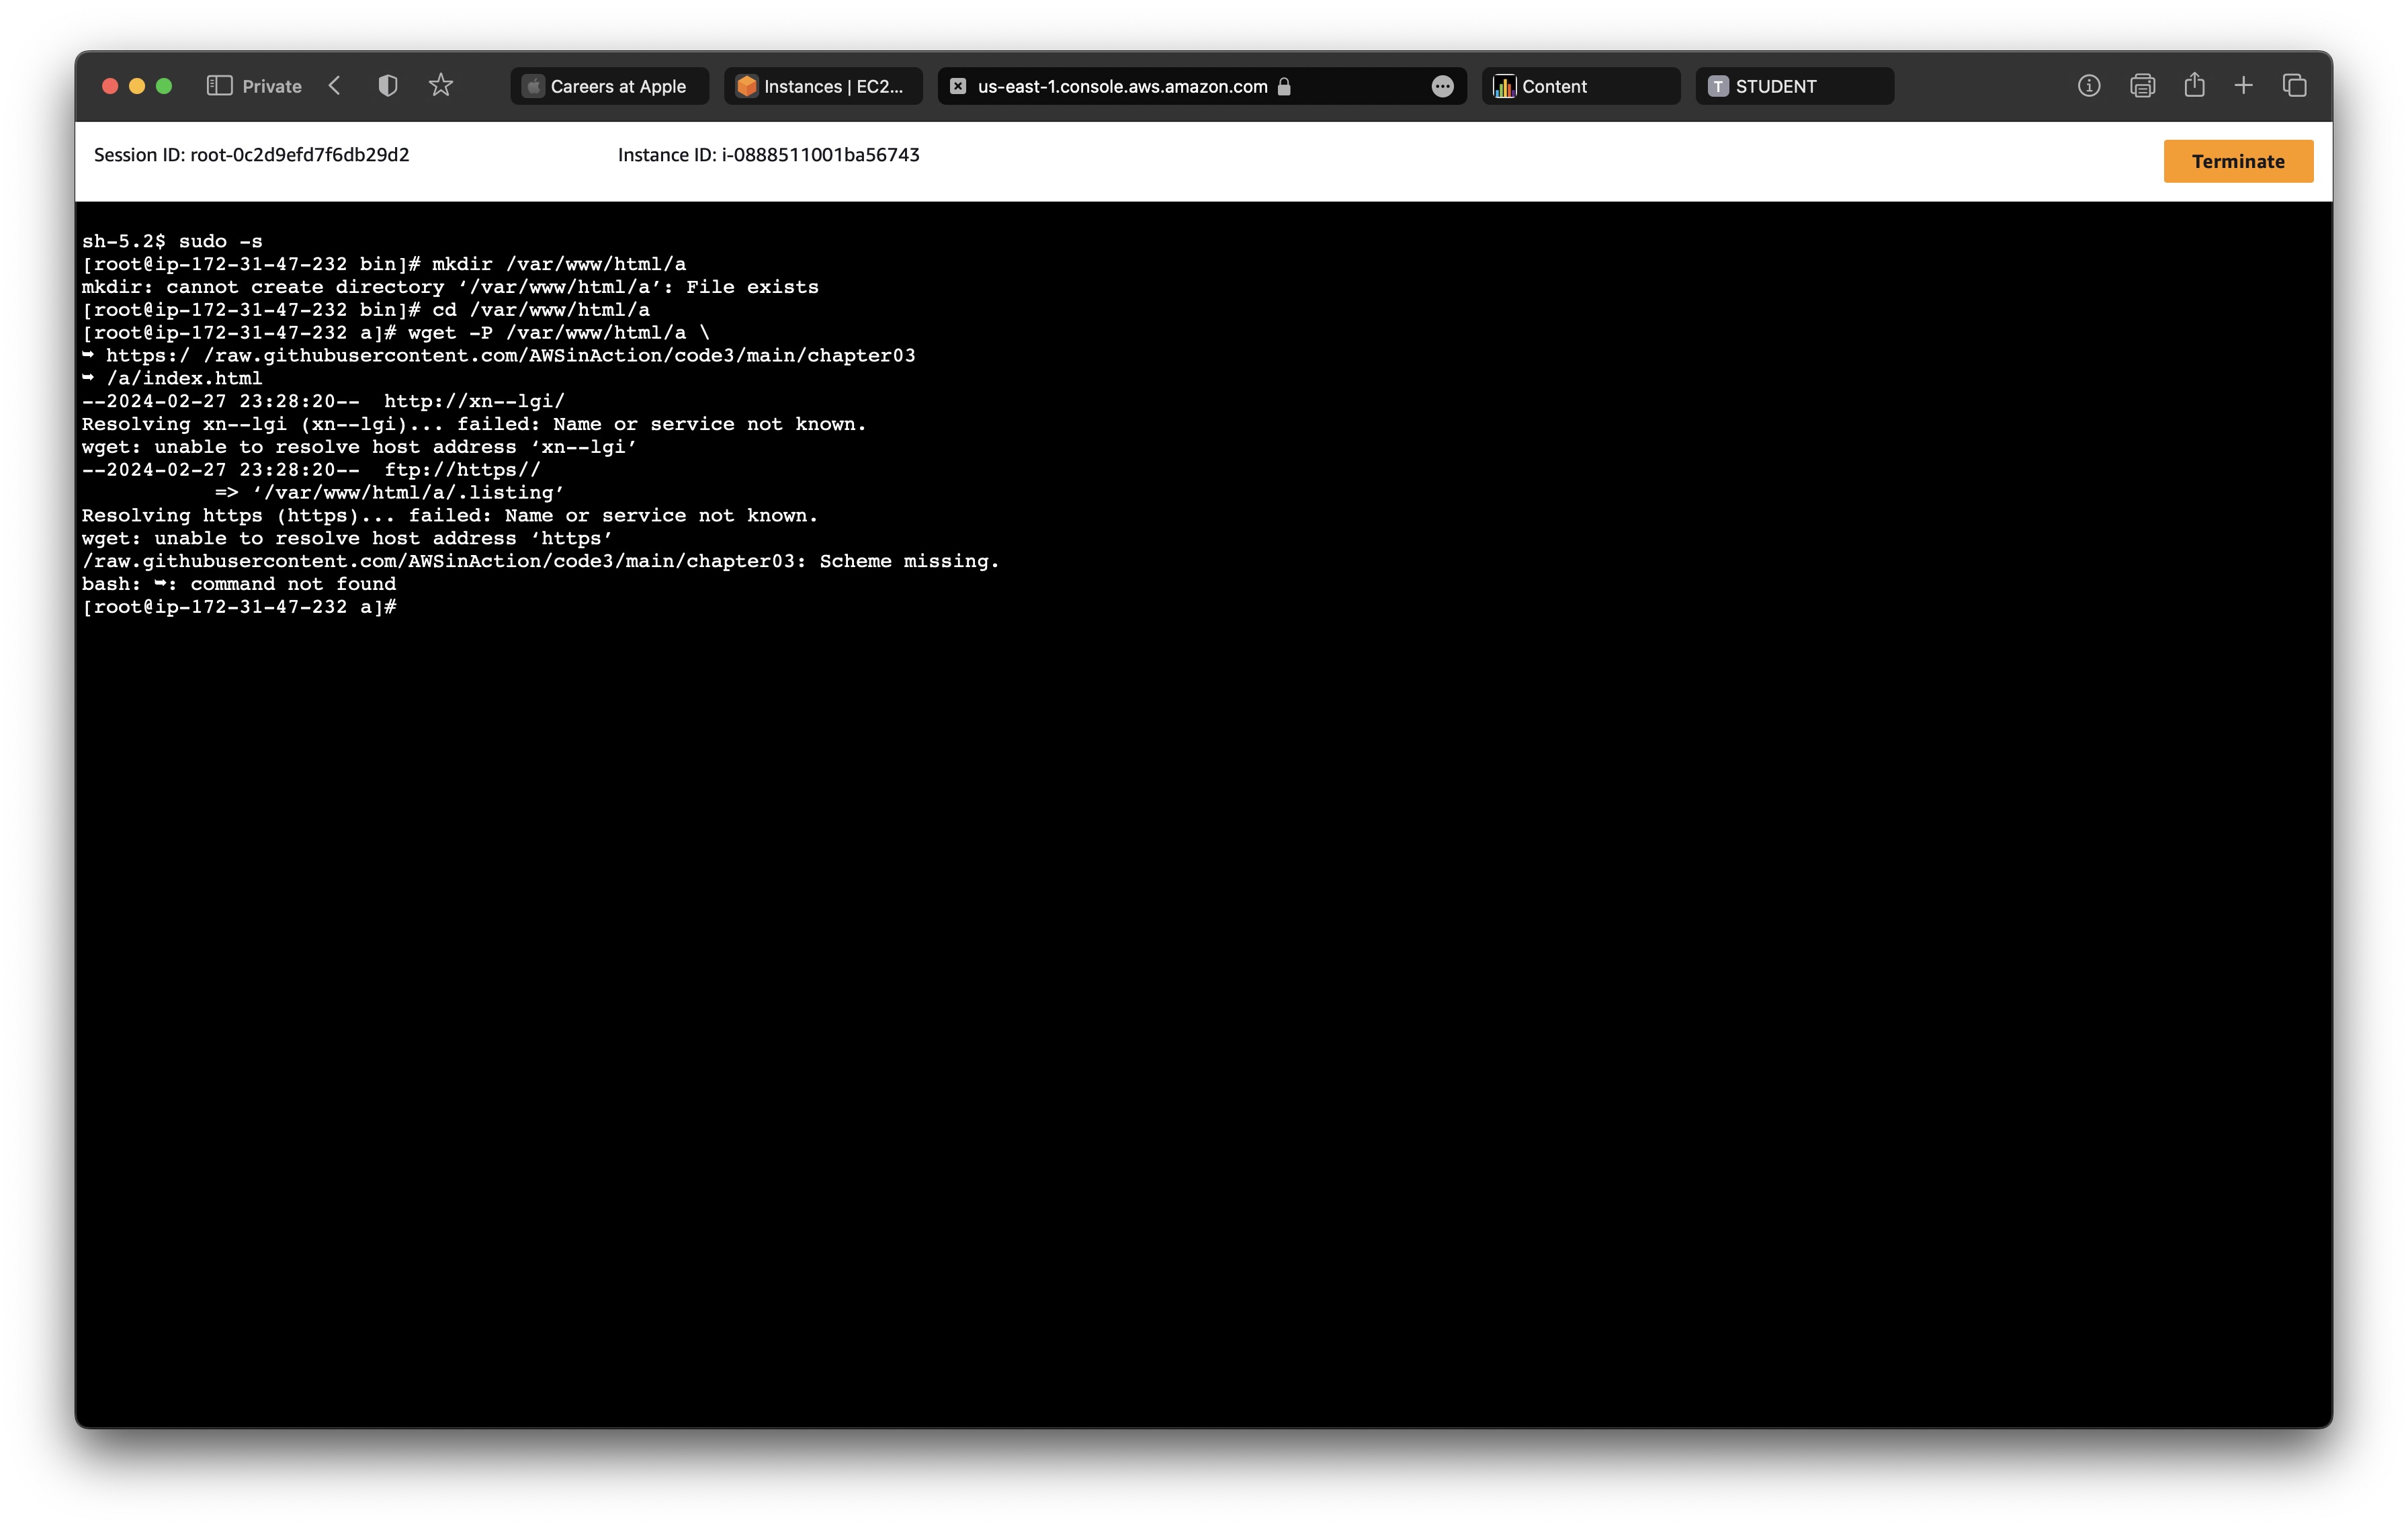 Private
Careers at Apple
Instances | EC2...
us-east-1.console.aws.amazon.com
Content
T STUDENT
Session ID: root-0c2d9efd7f6db29d2
Instance ID: i-0888511001ba56743
Terminate
sh-5.2$ sudo -s
[root@ip-172-31-47-232 bin]# mkdir /var/www/html/a
mkdir: cannot create directory ‘/var/www/html/a’: File exists
[root@ip-172-31-47-232 bin]# cd /var/www/html/a
[root@ip-172-31-47-232 a]# wget -P /var/www/html/a \
➥ https:/ /raw.githubusercontent.com/AWSinAction/code3/main/chapter03
➥ /a/index.html
--2024-02-27 23:28:20--  http://xn--lgi/
Resolving xn--lgi (xn--lgi)... failed: Name or service not known.
wget: unable to resolve host address ‘xn--lgi’
--2024-02-27 23:28:20--  ftp://https//
           => ‘/var/www/html/a/.listing’
Resolving https (https)... failed: Name or service not known.
wget: unable to resolve host address ‘https’
/raw.githubusercontent.com/AWSinAction/code3/main/chapter03: Scheme missing.
bash: ➥: command not found
[root@ip-172-31-47-232 a]#